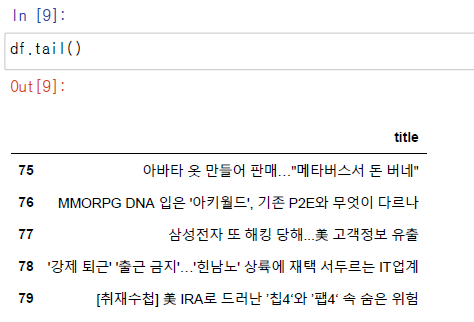 In [9]:
df.tail()
Out[9]:
title
75 아바타 옷 만들어 판매…"메타버스서 돈 버네"
76 MMORPG DNA 입은 '아키월드', 기존 P2E와 무엇이 다르나
77 삼성전자 또 해킹 당해...美 고객정보 유출
78 '강제 퇴근' '출근 금지'…'힌남노' 상륙에 재택 서두르는 IT업계
79 [취재수첩] 美 IRA로 드러난 ’칩4‘와 ’팹4‘ 속 숨은 위험